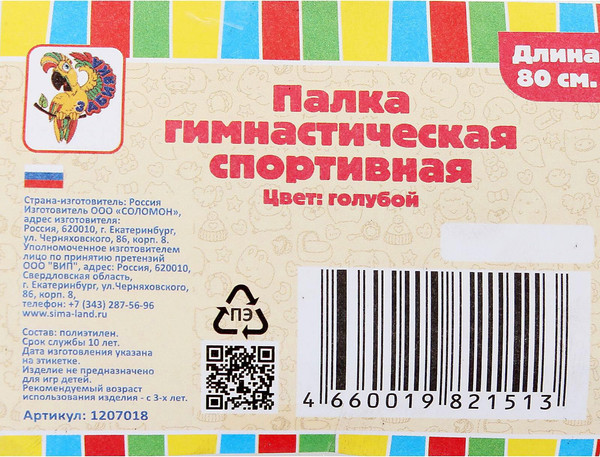 ЗАБИЯКА
Длина
80 см.
Палка
гимнастическая
спортивная
Цвет: голубой
Страна-изготовитель: Россия
Изготовитель ООО «СОЛОМОН»,
адрес изготовителя:
Россия, 620010, г. Екатеринбург,
ул. Черняховского, 86, корп. 8.
Уполномоченное изготовителем
лицо по принятию претензий
ООО "ВИП", адрес: Россия, 620010,
Свердловская область,
г. Екатеринбург, ул.Черняховского,
86, корп. 8,
телефон: +7 (343) 287-56-96
www.sima-land.ru
Состав: полиэтилен.
Срок службы 10 лет.
Дата изготовления указана
на этикетке.
Изделие не предназначено
для игр детей.
Рекомендуемый возраст
использования изделия - с 3-х лет.
Артикул: 1207018
ПЭ
4 660019 821513